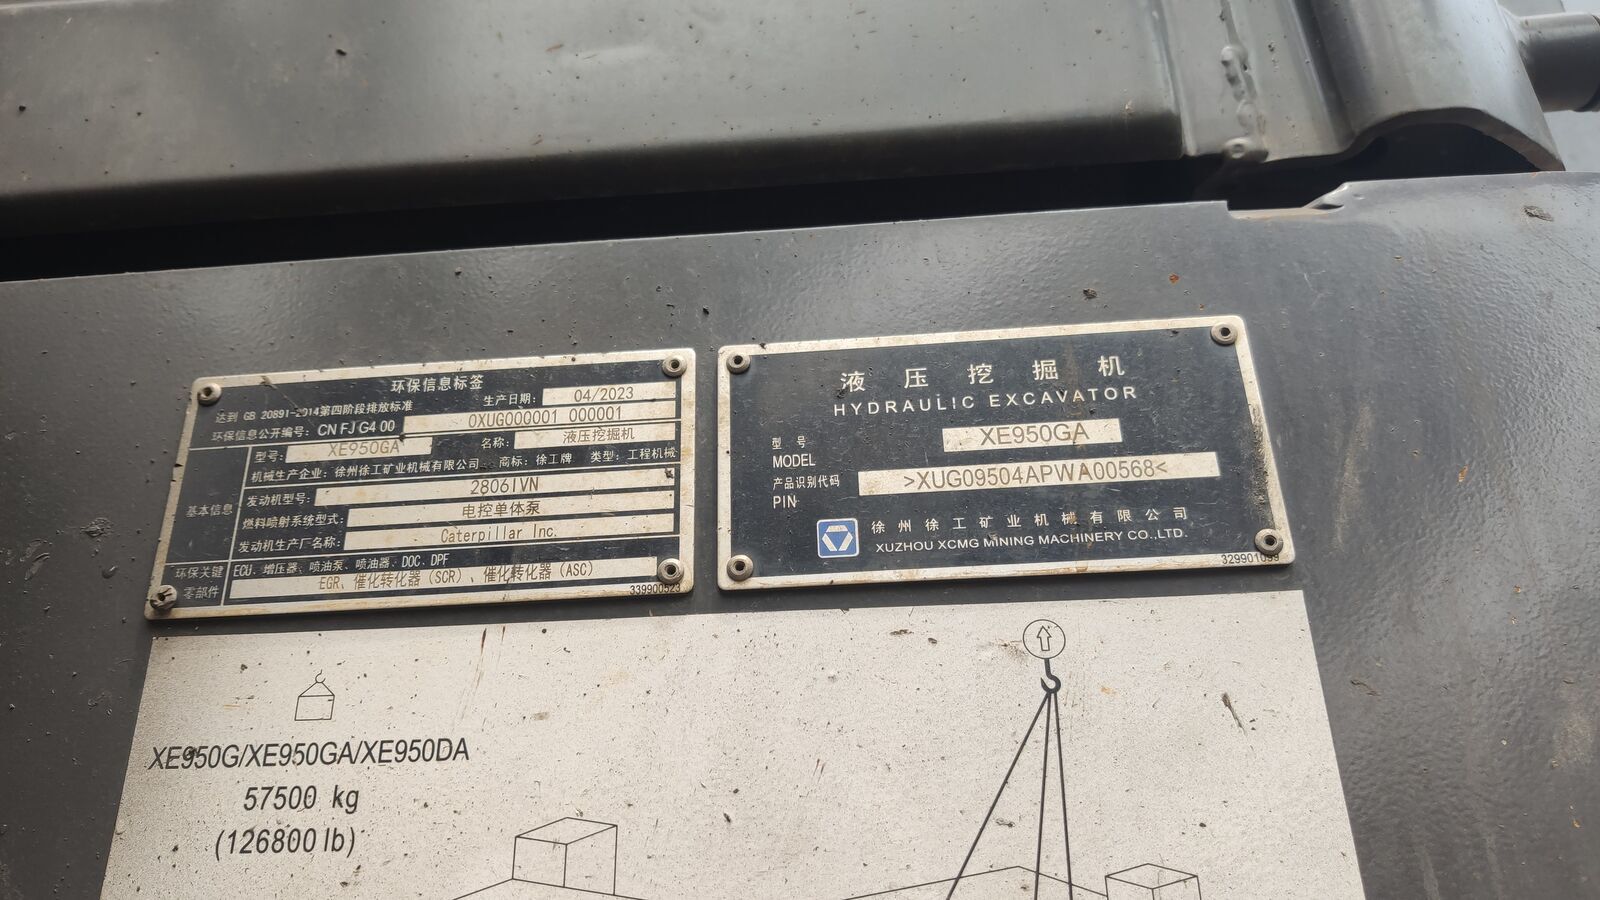 环保信息标签
达到 GB 20891-2014第四阶段排放标准 生产日期: 04/2023
环保信息公开编号: CN FJ G4 00 0XUG000001 000001
型号: XE950GA 名称: 液压挖掘机
机械生产企业: 徐州徐工矿业机械有限公司 商标: 徐工牌 类型: 工程机械
基本信息
发动机型号: 2806IVN
燃料喷射系统型式: 电控单体泵
发动机生产厂名称: Caterpillar Inc.
环保关键零部件
ECU、增压器、喷油泵、喷油器、DOC、DPF
EGR、催化转化器 (SCR)、催化转化器 (ASC)
339900523
液压挖掘机
HYDRAULIC EXCAVATOR
型号
MODEL XE950GA
产品识别代码
PIN >XUG09504APWA00568<
徐州徐工矿业机械有限公司
XUZHOU XCMG MINING MACHINERY CO.,LTD.
XE950G/XE950GA/XE950DA
57500 kg
(126800 lb)